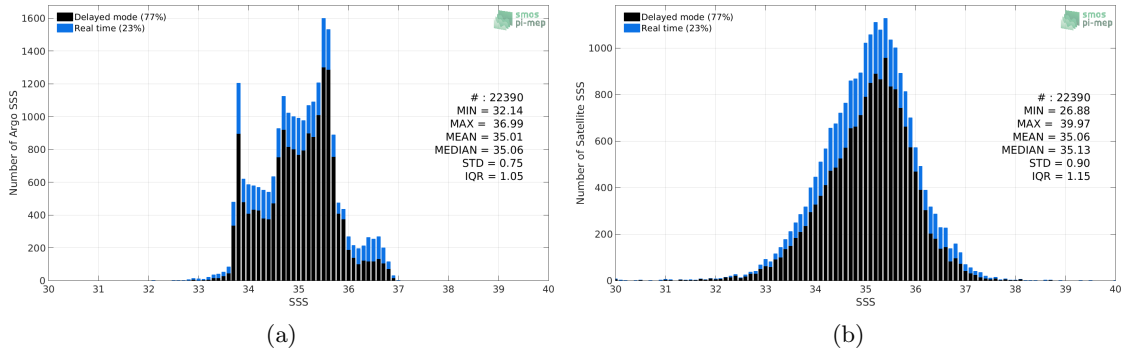 Delayed mode (77%)
Real time (23%)
smos
pi-mep
# : 22390
MIN = 32.14
MAX = 36.99
MEAN = 35.01
MEDIAN = 35.06
STD = 0.75
IQR = 1.05
Number of Argo SSS
1600
1400
1200
1000
800
600
400
200
0
30 31 32 33 34 35 36 37 38 39 40
SSS
(a)
Delayed mode (77%)
Real time (23%)
smos
pi-mep
# : 22390
MIN = 26.88
MAX = 39.97
MEAN = 35.06
MEDIAN = 35.13
STD = 0.90
IQR = 1.15
Number of Satellite SSS
1000
800
600
400
200
0
30 31 32 33 34 35 36 37 38 39 40
SSS
(b)